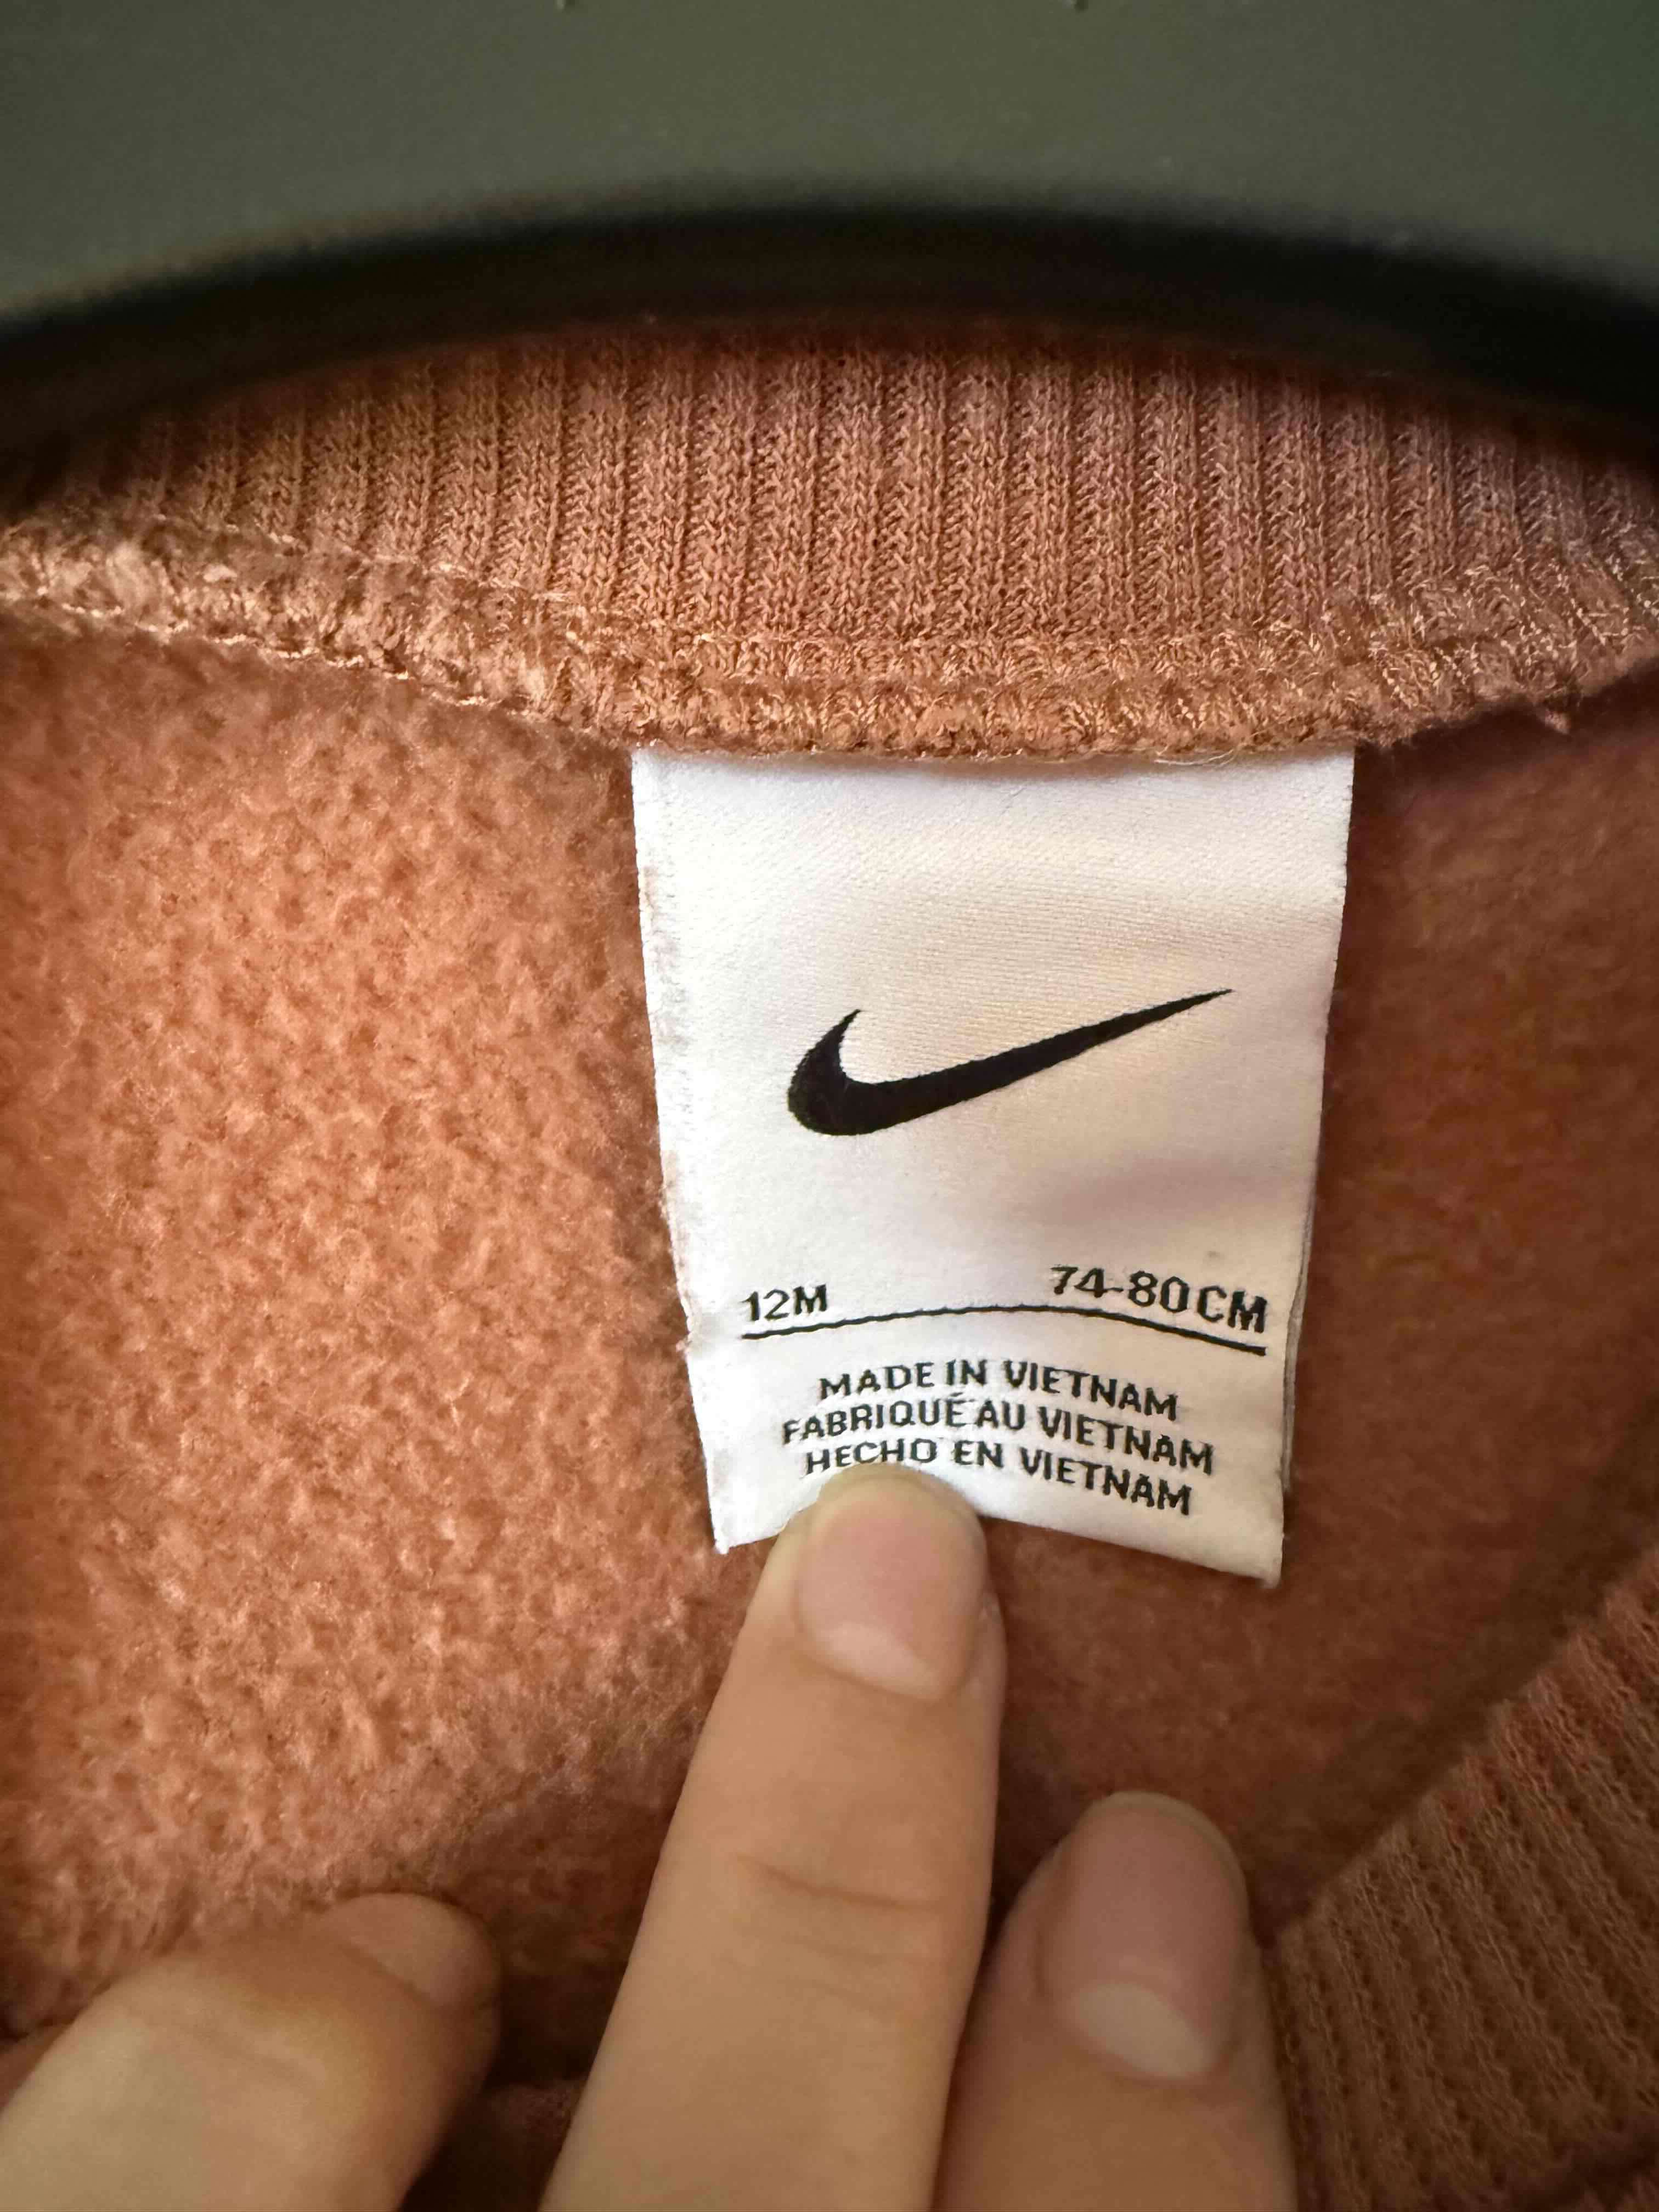 12M 74-80CM
MADE IN VIETNAM
FABRIQUÉ AU VIETNAM
HECHO EN VIETNAM